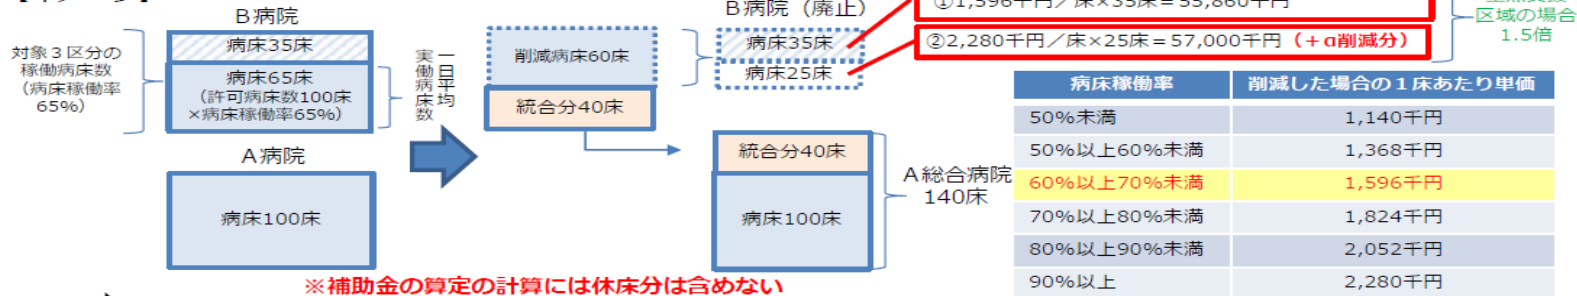 B病院
対象３区分の
稼働病床数
（病床稼働率
65％）
病床35床
病床65床
（許可病床数100床
×病床稼働率65％）
一日平均
実働病床数
A病院
病床100床
削減病床60床
統合分40床
B病院（廃止）
病床35床
病床25床
①1,596千円／床×35床＝55,860千円
②2,280千円／床×25床＝57,000千円（＋α削減分）
区域の場合
1.5倍
統合分40床
病床100床
A総合病院
140床
病床稼働率 削減した場合の１床あたり単価
50％未満 1,140千円
50％以上60％未満 1,368千円
60％以上70％未満 1,596千円
70％以上80％未満 1,824千円
80％以上90％未満 2,052千円
90％以上 2,280千円
※補助金の算定の計算には休床分は含めない